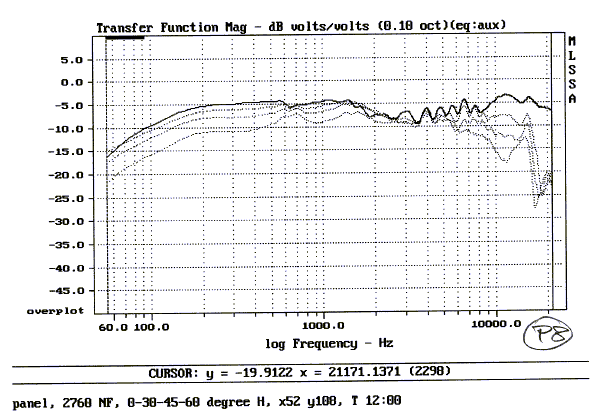 Transfer Function Mag - dB volts/volts (0.10 oct)(eq:aux)
MLSSA
5.0
0.0
-5.0
-10.0
-15.0
-20.0
-25.0
-30.0
-35.0
-40.0
-45.0
overplot
60.0 100.0 1000.0 10000.0
log Frequency - Hz
P8
CURSOR: y = -19.9122 x = 21171.1371 (2298)
panel, 2760 NF, 0-30-45-60 degree H, x52 y108, T 12:00